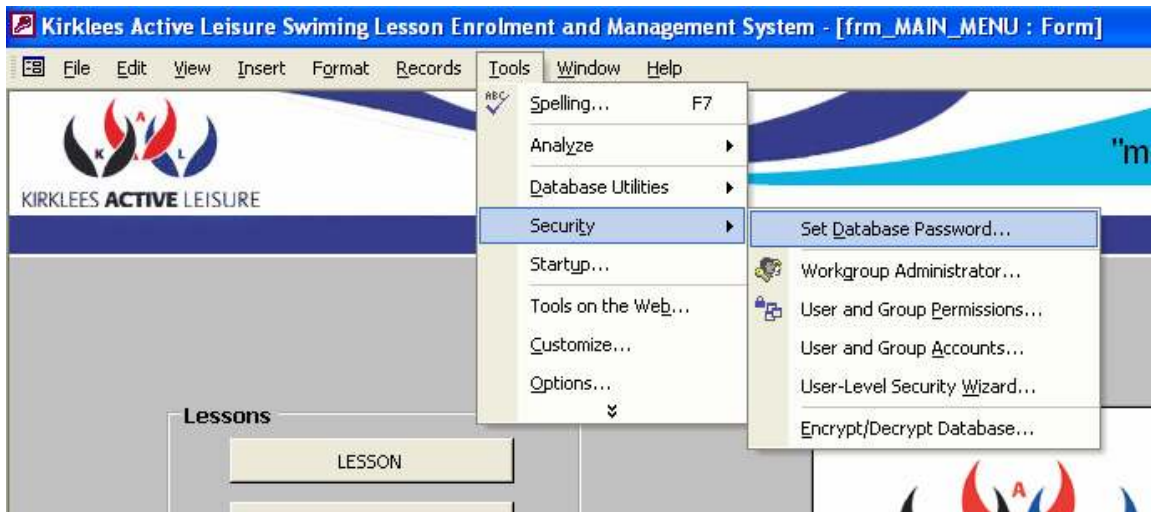 Kirklees Active Leisure Swiming Lesson Enrolment and Management System - [frm_MAIN_MENU : Form]
File Edit View Insert Format Records Tools Window Help
ABC Spelling... F7
K A L
KIRKLEES ACTIVE LEISURE
"m
Analyze
Database Utilities
Security
Set Database Password...
Startup...
Workgroup Administrator...
Tools on the Web...
User and Group Permissions...
Customize...
User and Group Accounts...
Options...
User-Level Security Wizard...
Encrypt/Decrypt Database...
Lessons
LESSON
A